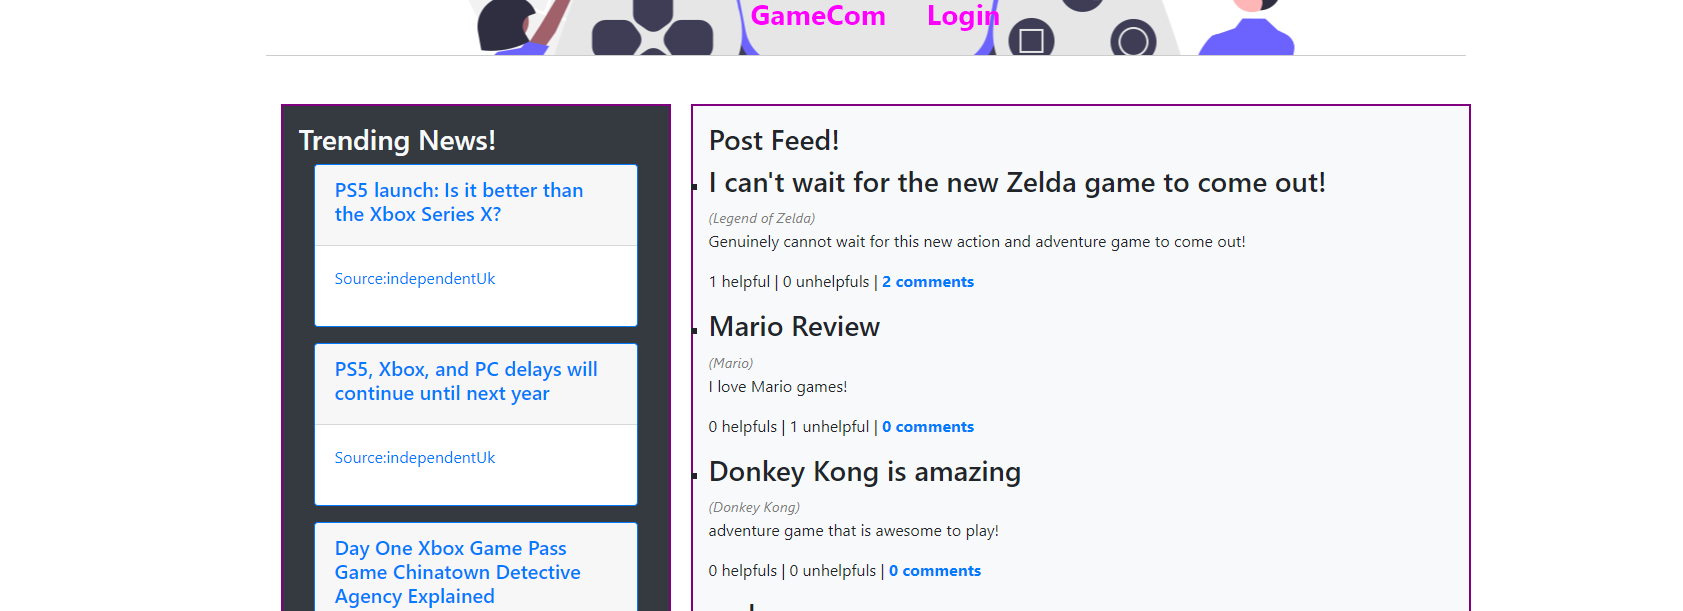 GameCom Login
Trending News!
PS5 launch: Is it better than
the Xbox Series X?
Source:independentUk
PS5, Xbox, and PC delays will
continue until next year
Source:independentUk
Day One Xbox Game Pass
Game Chinatown Detective
Agency Explained
Post Feed!
I can't wait for the new Zelda game to come out!
(Legend of Zelda)
Genuinely cannot wait for this new action and adventure game to come out!
1 helpful | 0 unhelpfuls | 2 comments
Mario Review
(Mario)
I love Mario games!
0 helpfuls | 1 unhelpful | 0 comments
Donkey Kong is amazing
(Donkey Kong)
adventure game that is awesome to play!
0 helpfuls | 0 unhelpfuls | 0 comments